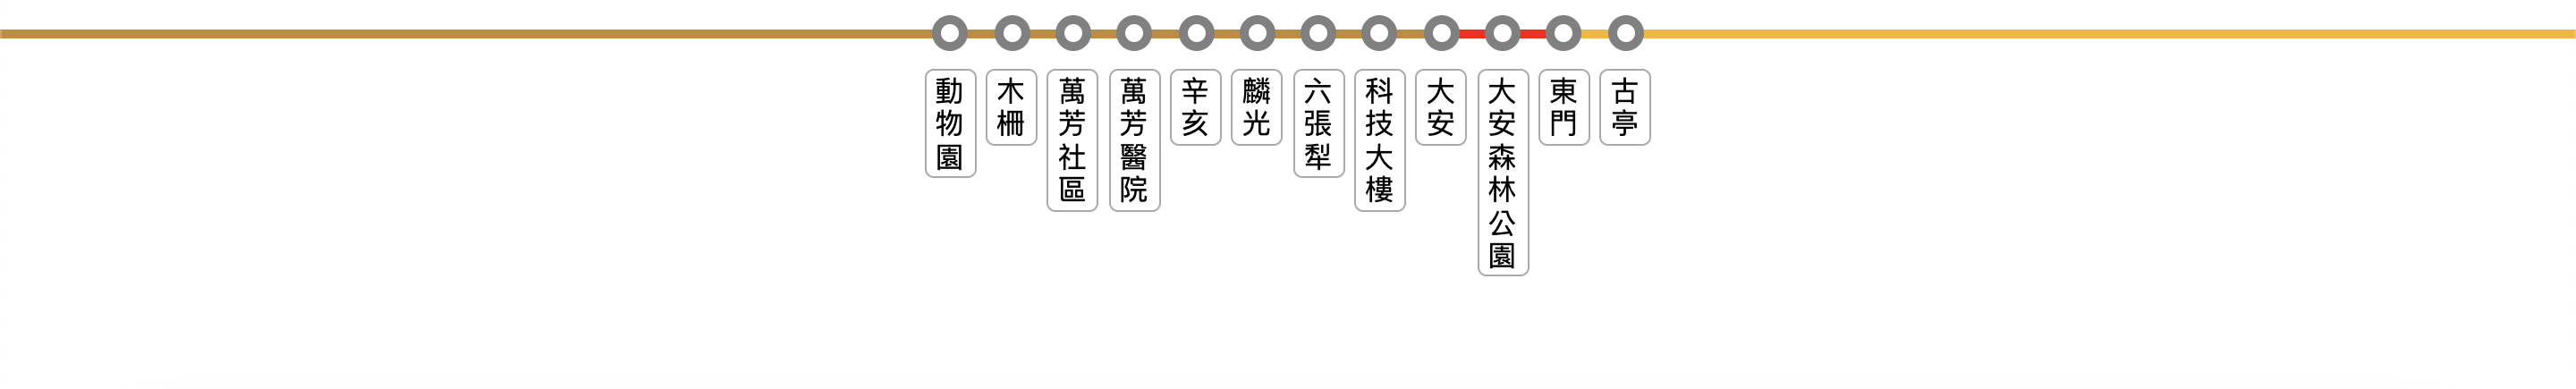 動物園
木柵
萬芳社區
萬芳醫院
辛亥
麟光
六張犁
科技大樓
大安
大安森林公園
東門
古亭